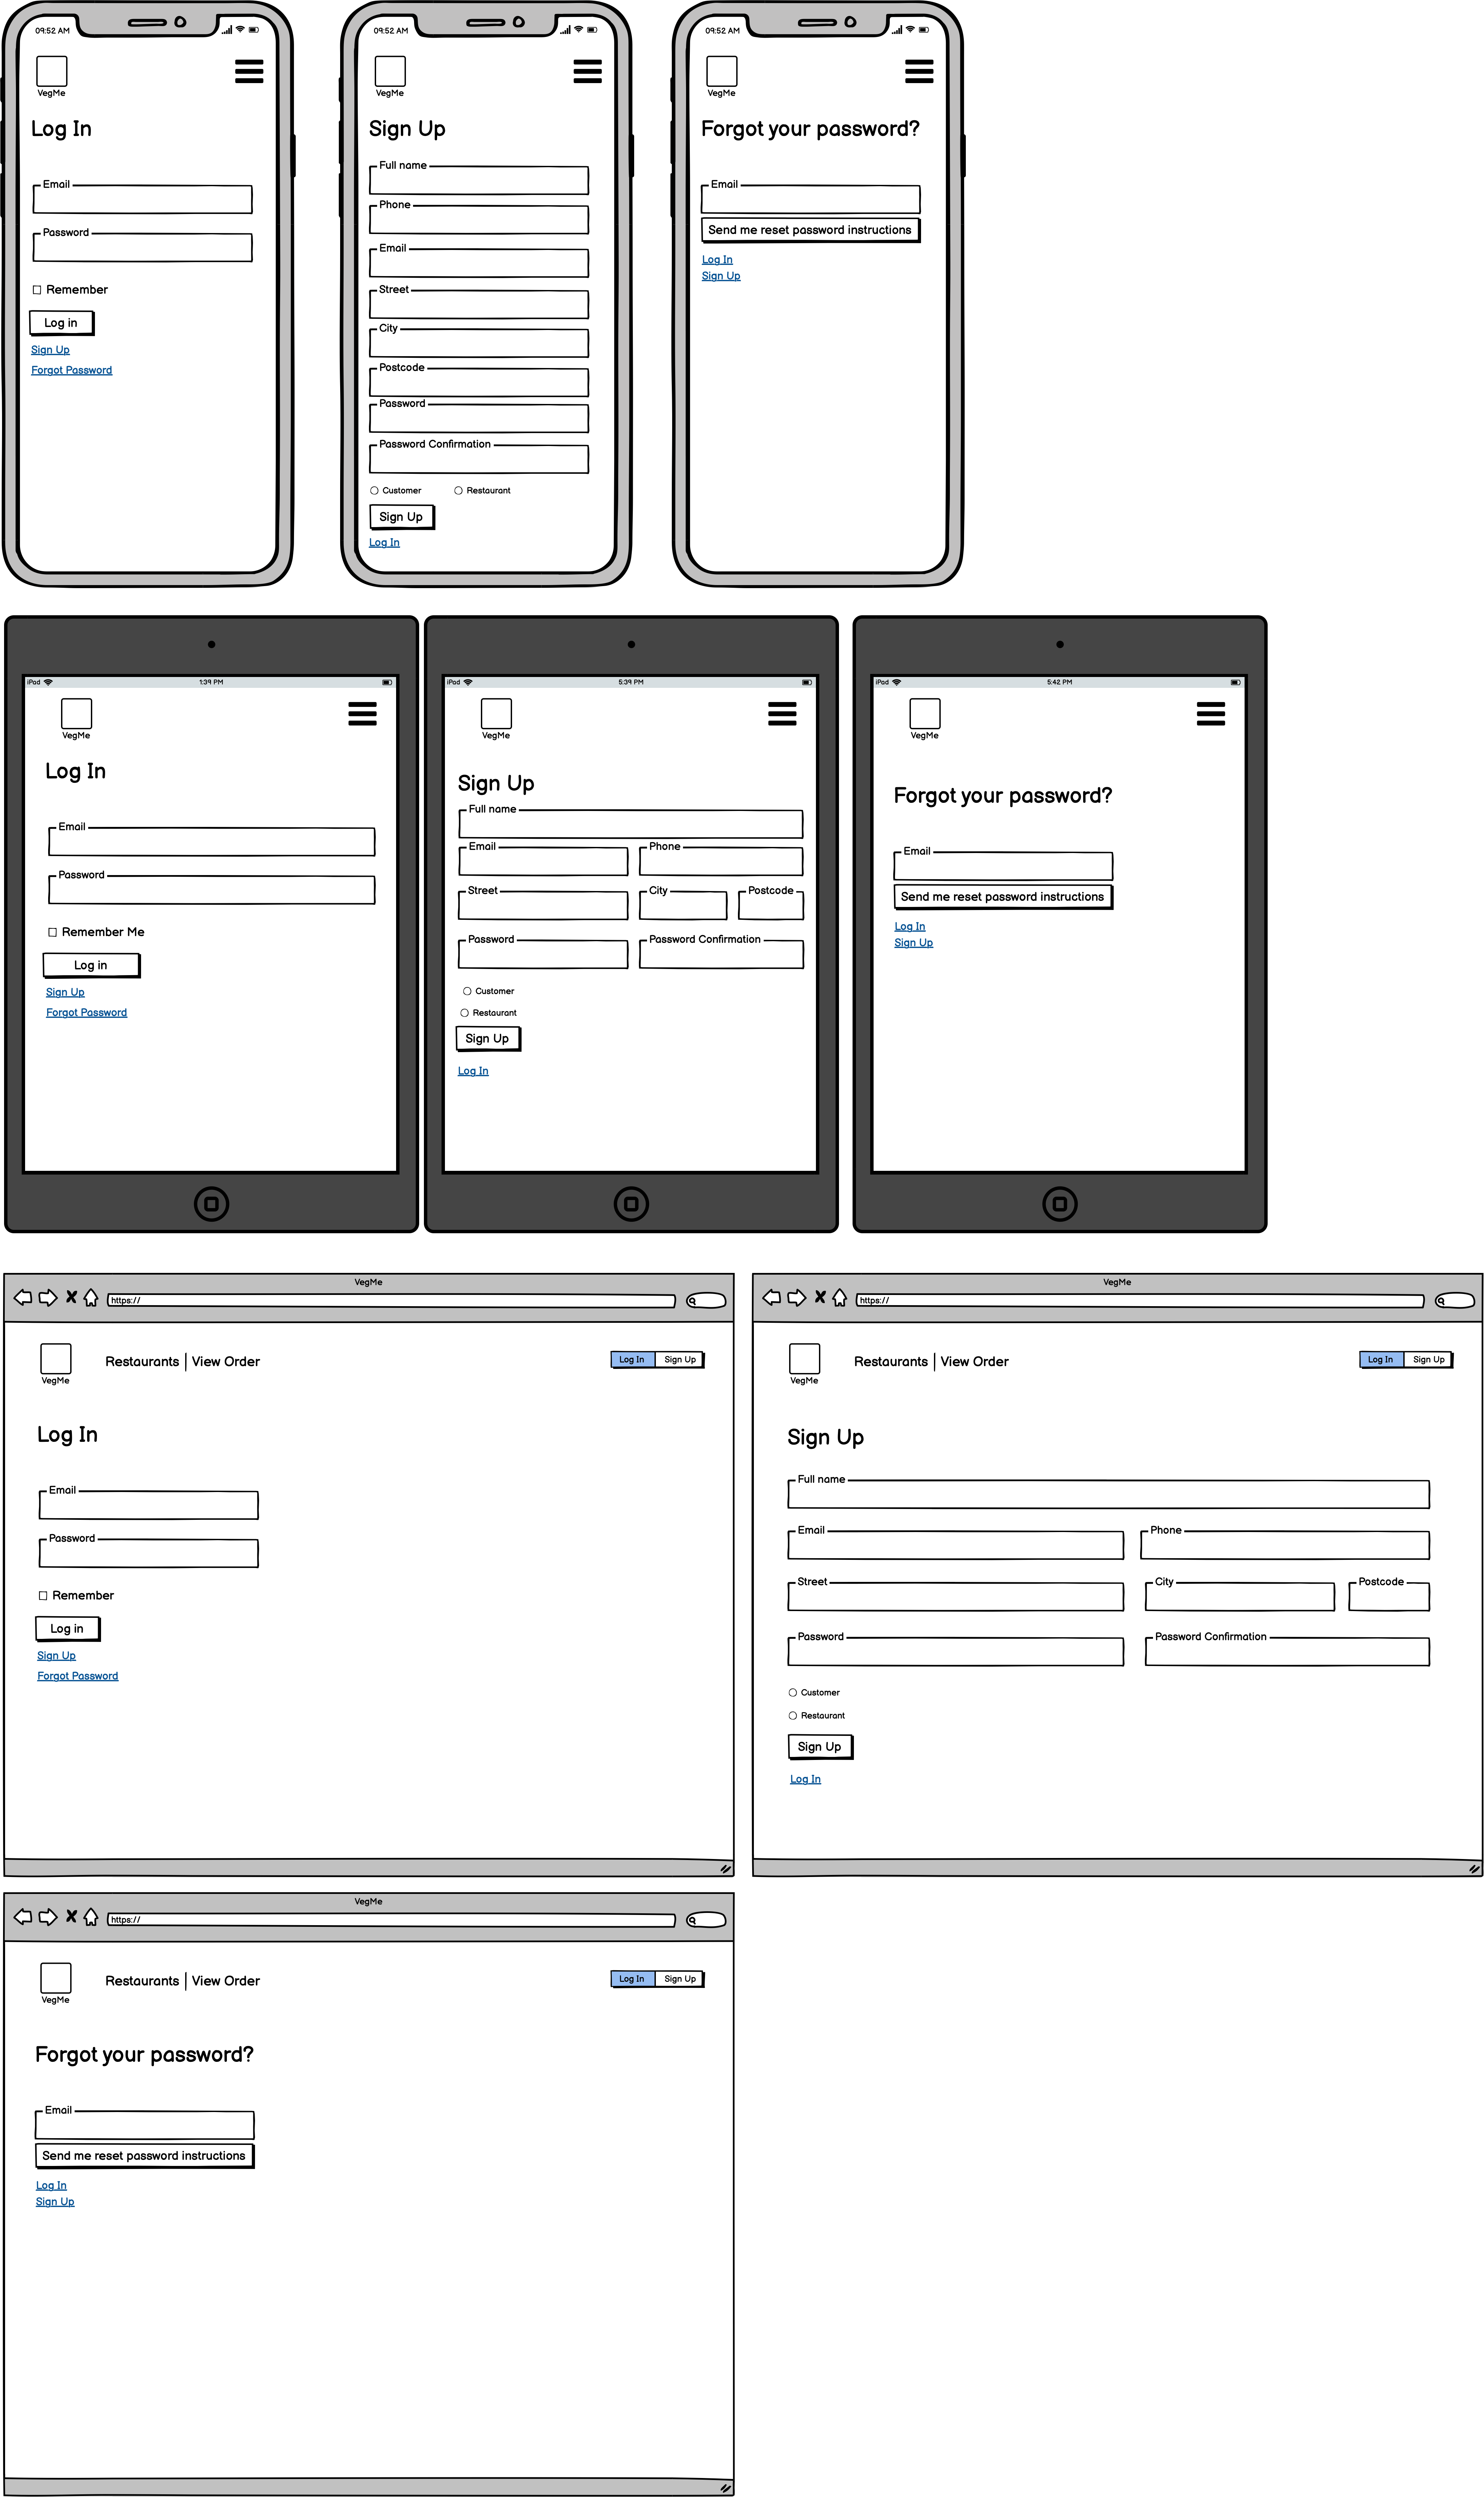 09:52 AM
VegMe
Log In
Email
Password
Remember
Log in
Sign Up
Forgot Password
09:52 AM
VegMe
Sign Up
Full name
Phone
Email
Street
City
Postcode
Password
Password Confirmation
Customer Restaurant
Sign Up
Log In
09:52 AM
VegMe
Forgot your password?
Email
Send me reset password instructions
Log In
Sign Up
iPad 1:39 PM
VegMe
Log In
Email
Password
Remember Me
Log in
Sign Up
Forgot Password
iPad 5:39 PM
VegMe
Sign Up
Full name
Email Phone
Street City Postcode
Password Password Confirmation
Customer
Restaurant
Sign Up
Log In
iPad 5:42 PM
VegMe
Forgot your password?
Email
Send me reset password instructions
Log In
Sign Up
VegMe
https://
Restaurants | View Order Log In Sign Up
VegMe
Log In
Email
Password
Remember
Log in
Sign Up
Forgot Password
VegMe
https://
Restaurants | View Order Log In Sign Up
VegMe
Sign Up
Full name
Email Phone
Street City Postcode
Password Password Confirmation
Customer
Restaurant
Sign Up
Log In
VegMe
https://
Restaurants | View Order Log In Sign Up
VegMe
Forgot your password?
Email
Send me reset password instructions
Log In
Sign Up